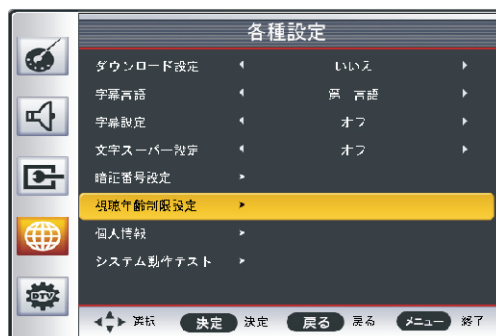 各種設定
ダウンロード設定 いいえ
字幕言語 第 言語
字幕設定 オフ
文字スーパー設定 オフ
暗証番号設定
視聴年齢制限設定
個人情報
システム動作テスト
DTV
選択 決定 決定 戻る 戻る メニュー 終了